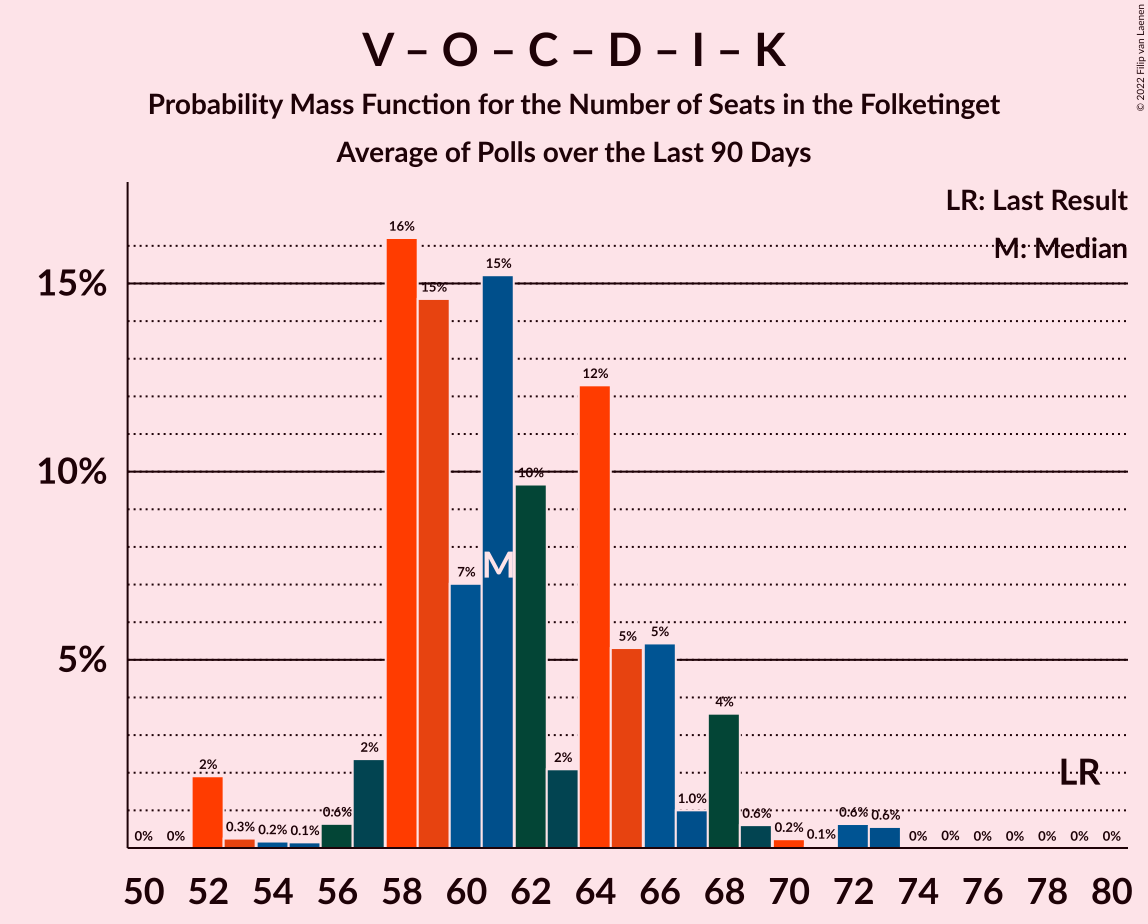 V – O – C – D – I – K
Probability Mass Function for the Number of Seats in the Folketinget
Average of Polls over the Last 90 Days
© 2022 Filip van Laenen
LR: Last Result
M: Median
15%
10%
5%
0% 0% 2% 0.3% 0.2% 0.1% 0.6% 2% 16% 15% 7% 15% 10% 2% 12% 5% 5% 1.0% 4% 0.6% 0.2% 0.1% 0.6% 0.6% 0% 0% 0% 0% 0% 0% 0%
M
LR
50 52 54 56 58 60 62 64 66 68 70 72 74 76 78 80